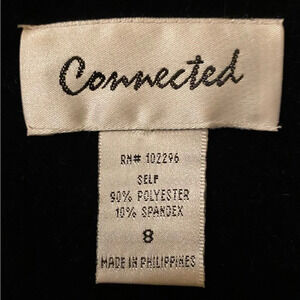 Connected
RN# 102296
SELF
90% POLYESTER
10% SPANDEX
8
MADE IN PHILIPPINES